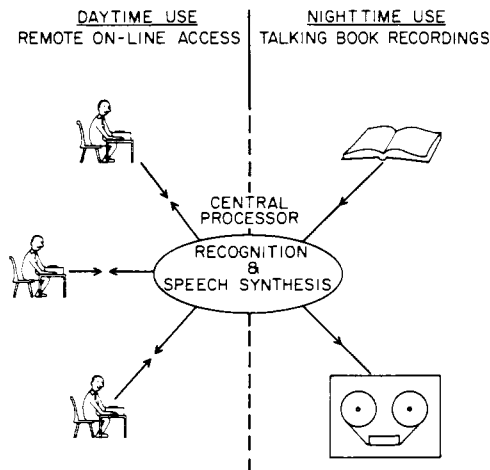 DAYTIME USE
REMOTE ON-LINE ACCESS
NIGHTTIME USE
TALKING BOOK RECORDINGS
CENTRAL
PROCESSOR
RECOGNITION
&
SPEECH SYNTHESIS